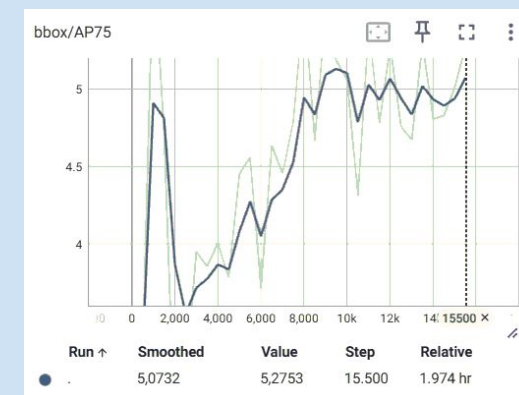 bbox/AP75
5
4.5
4
0 2,000 4,000 6,000 8,000 10k 12k 14 15500 ×
Run ↑ Smoothed Value Step Relative
. 5,0732 5,2753 15.500 1.974 hr